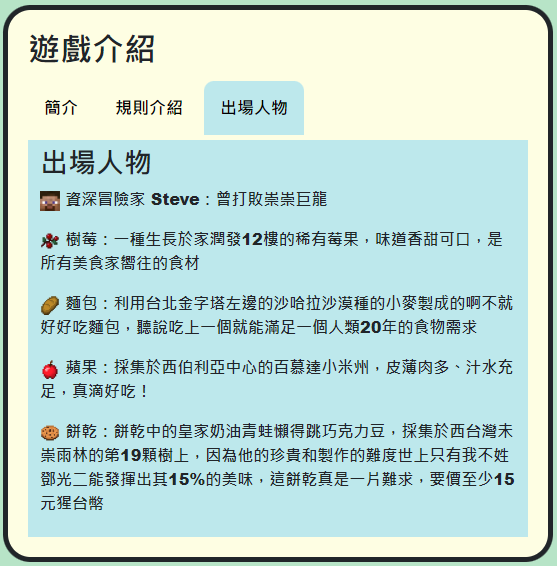 遊戲介紹
簡介 規則介紹 出場人物
出場人物
資深冒險家 Steve：曾打敗崇崇巨龍
樹莓：一種生長於家潤發12樓的稀有莓果，味道香甜可口，是
所有美食家嚮往的食材
麵包：利用台北金字塔左邊的沙哈拉沙漠種的小麥製成的啊不就
好好吃麵包，聽說吃上一個就能滿足一個人類20年的食物需求
蘋果：採集於西伯利亞中心的百慕達小米州，皮薄肉多、汁水充
足，真滴好吃！
餅乾：餅乾中的皇家奶油青蛙懶得跳巧克力豆，採集於西台灣未
崇雨林的第19顆樹上，因為他的珍貴和製作的難度世上只有我不姓
鄧光二能發揮出其15%的美味，這餅乾真是一片難求，要價至少15
元猩台幣